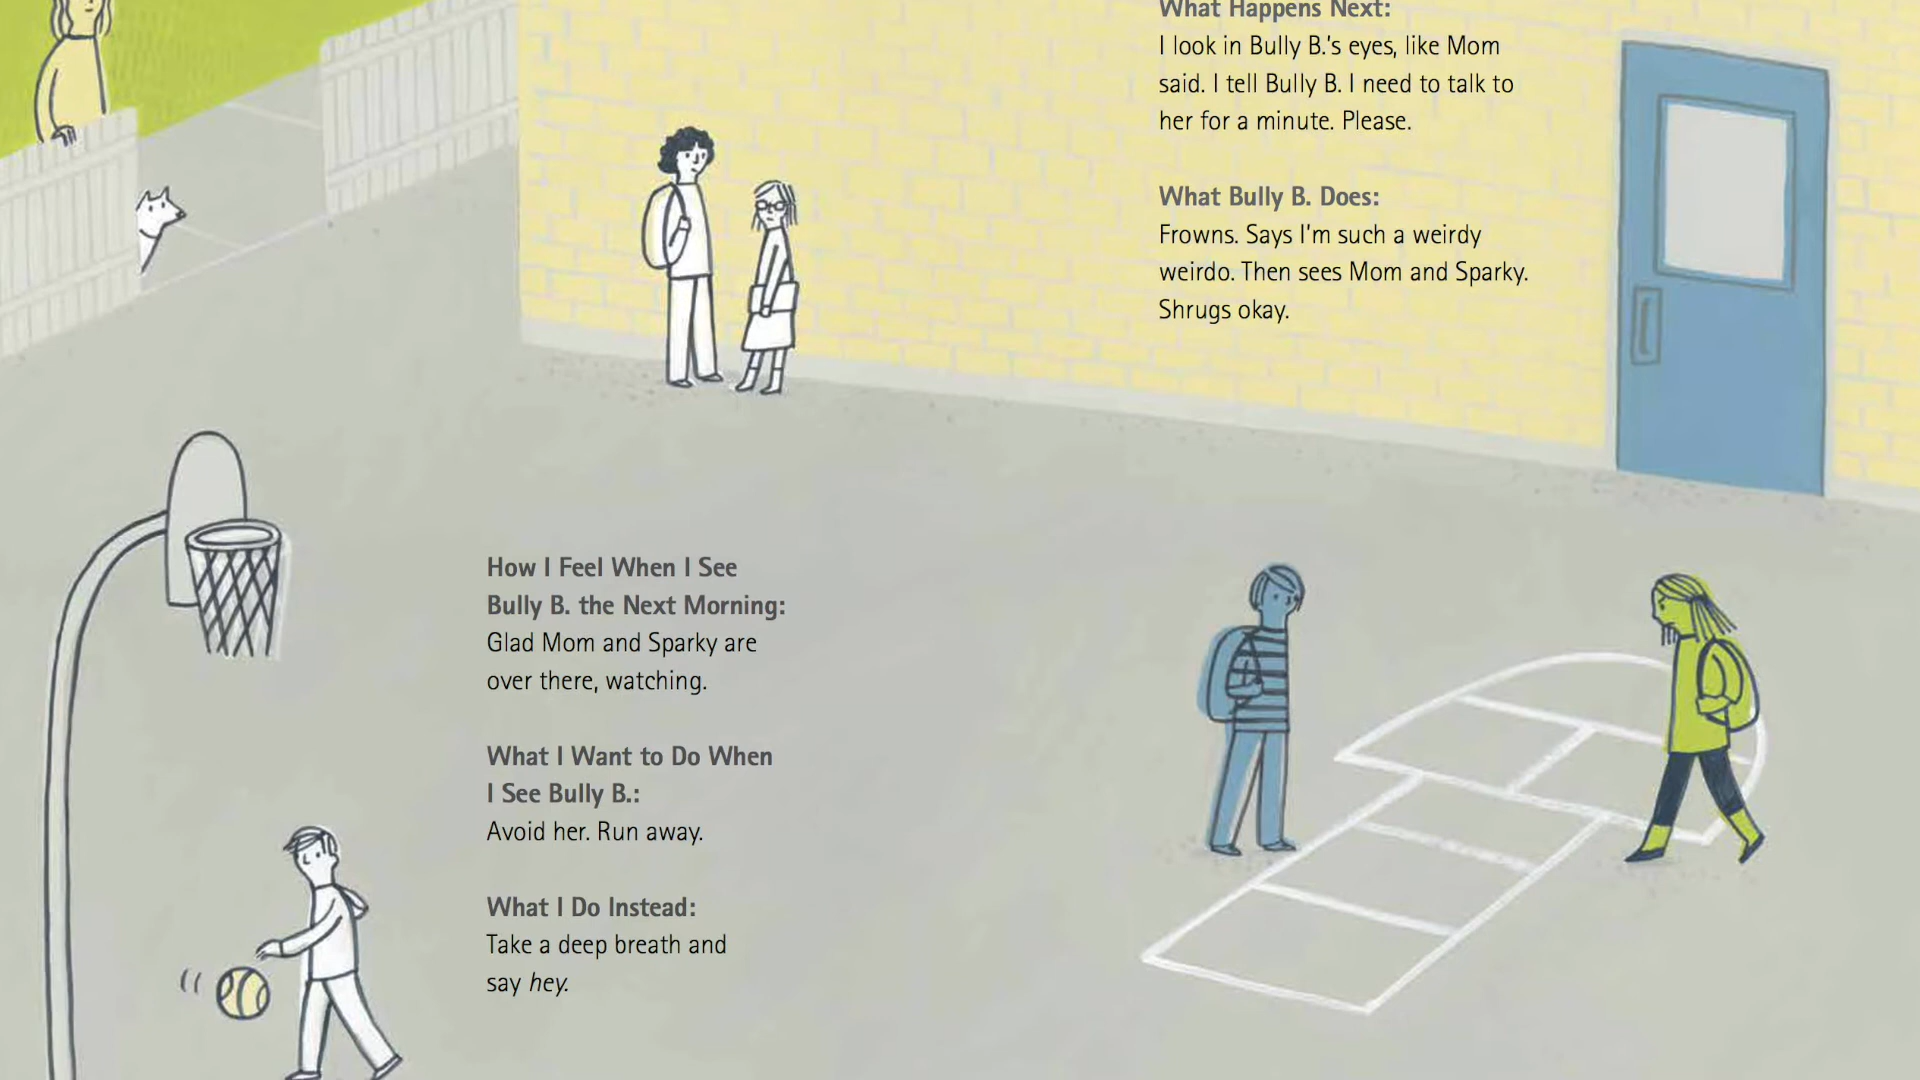 How I Feel When I See
Bully B. the Next Morning:
Glad Mom and Sparky are
over there, watching.
What I Want to Do When
I See Bully B.:
Avoid her. Run away.
What I Do Instead:
Take a deep breath and
say hey.
What Happens Next:
I look in Bully B.'s eyes, like Mom
said. I tell Bully B. I need to talk to
her for a minute. Please.
What Bully B. Does:
Frowns. Says I'm such a weirdy
weirdo. Then sees Mom and Sparky.
Shrugs okay.